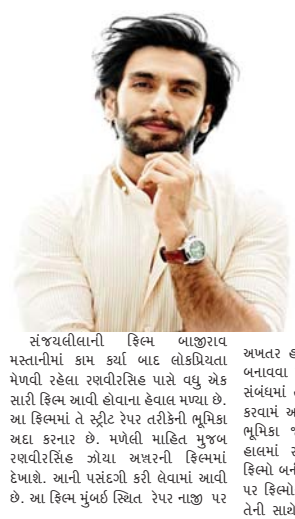 સંજયલીલાની ફિલ્મ બાજીરાવ
મસ્તાનીમાં કામ કર્યા બાદ લોકપ્રિયતા
મેળવી રહેલા રણવીરસિહ પાસે વધુ એક
સારી ફિલ્મ આવી હોવાના હેવાલ મળ્યા છે.
આ ફિલ્મમાં તે સ્ટ્રીટ રેપર તરીકેની ભૂમિકા
અદા કરનાર છે. મળેલી માહિત મુજબ
રણવીરસિંહ ઝોયા અખ્તરની ફિલ્મમાં
દેખાશે. આની પસંદગી કરી લેવામાં આવી
છે. આ ફિલ્મ મુંબઇ સ્થિત રેપર નાજી પર
અખતર
બનાવવા
સંબંધમાં
કરવામાં
ભૂમિકા
હાલમાં
ફિલ્મો
પર ફિલ્મો
તેની સાથે